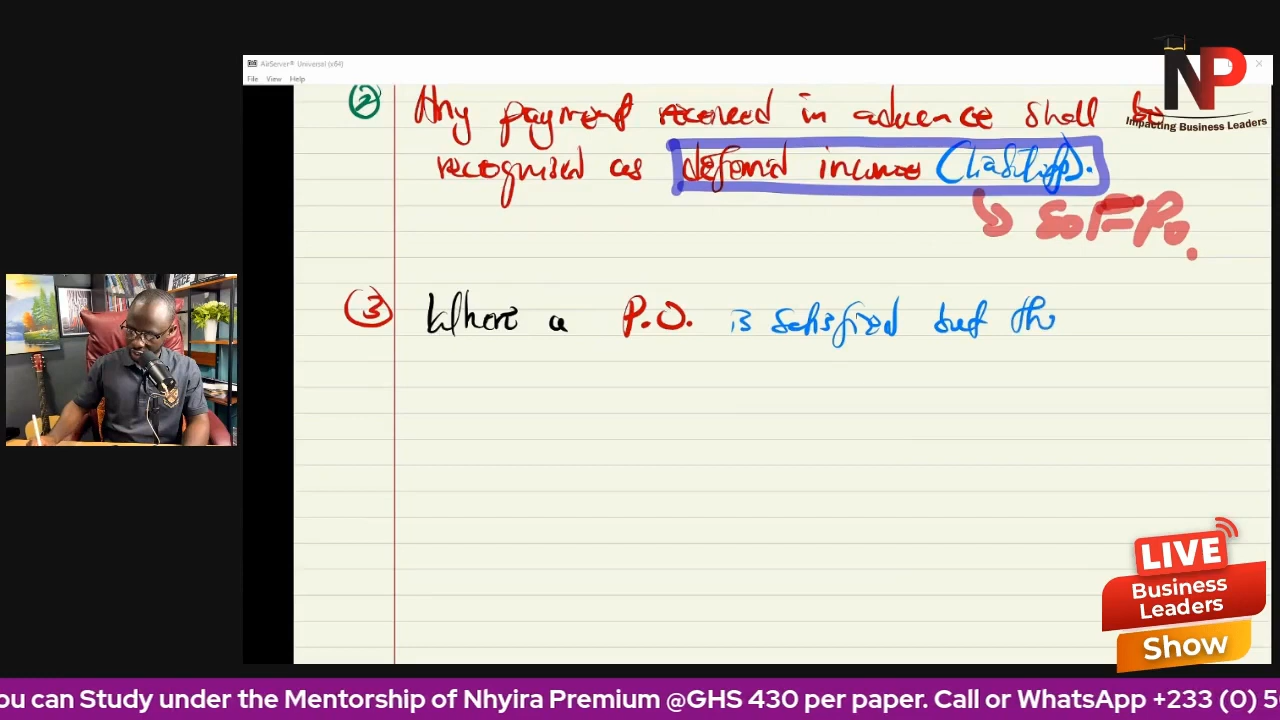 AirServer® Universal (x64)
File View Help
NP
Impacting Business Leaders
② Any payment received in advance shall be
recognised as deferred income (liability).
↳ SOFPo.
③ Where a P.O. is satisfied but the
LIVE
Business
Leaders
Show
ou can Study under the Mentorship of Nhyira Premium @GHS 430 per paper. Call or WhatsApp +233 (0) 5